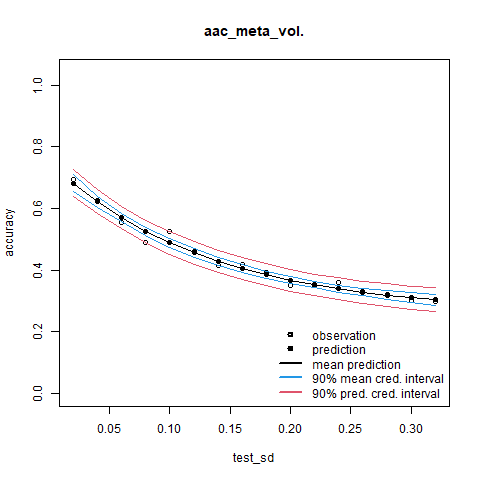 aac_meta_vol.
accuracy
1.0
0.8
0.6
0.4
0.2
0.0
observation
prediction
mean prediction
90% mean cred. interval
90% pred. cred. interval
0.05 0.10 0.15 0.20 0.25 0.30
test_sd